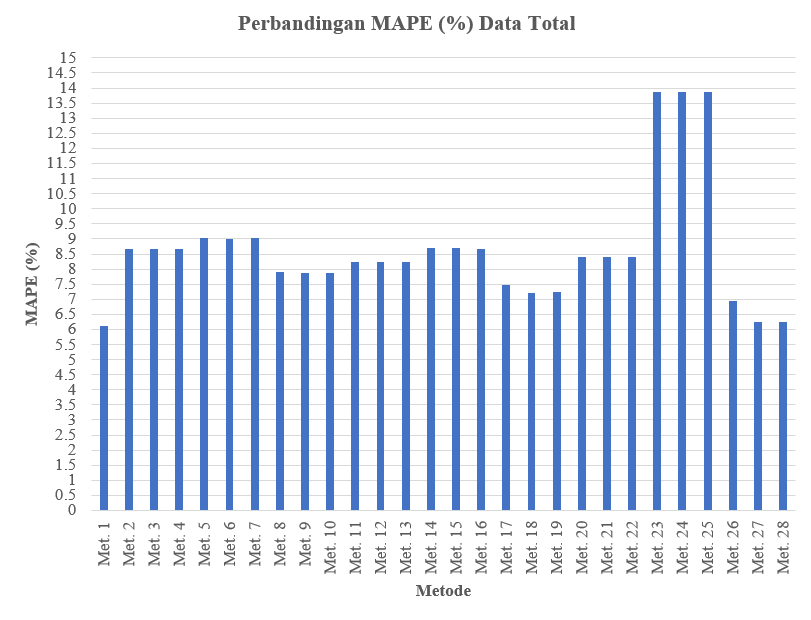 Perbandingan MAPE (%) Data Total
MAPE (%)
15
14.5
14
13.5
13
12.5
12
11.5
11
10.5
10
9.5
9
8.5
8
7.5
7
6.5
6
5.5
5
4.5
4
3.5
3
2.5
2
1.5
1
0.5
0
Met. 1
Met. 2
Met. 3
Met. 4
Met. 5
Met. 6
Met. 7
Met. 8
Met. 9
Met. 10
Met. 11
Met. 12
Met. 13
Met. 14
Met. 15
Met. 16
Met. 17
Met. 18
Met. 19
Met. 20
Met. 21
Met. 22
Met. 23
Met. 24
Met. 25
Met. 26
Met. 27
Met. 28
Metode